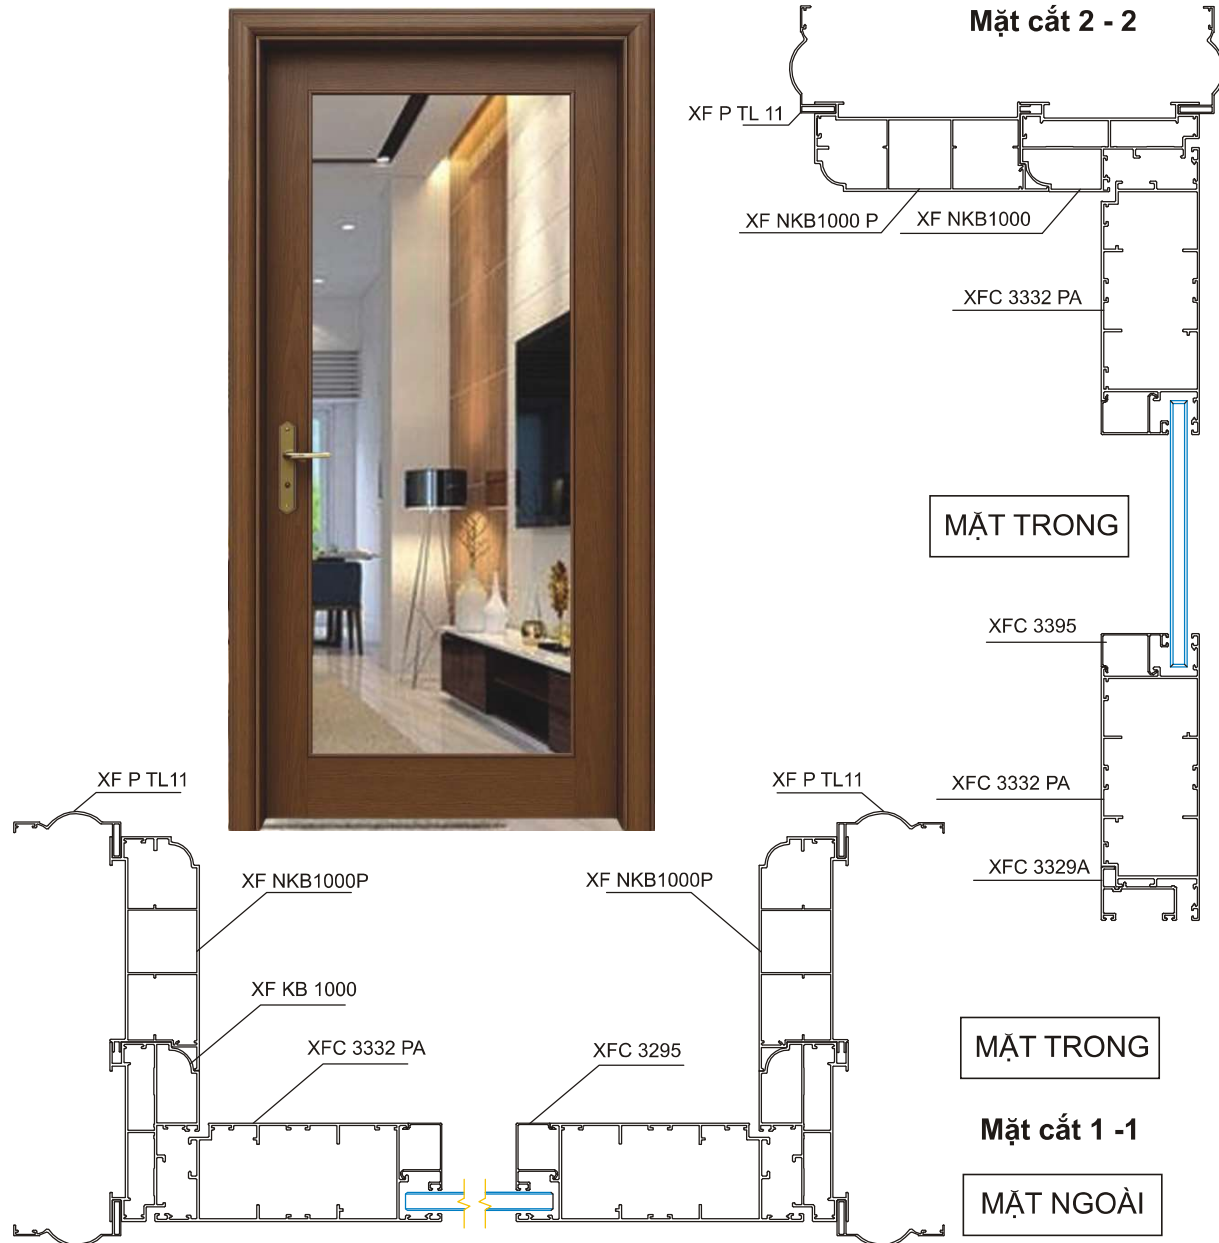 Mặt cắt 2 - 2
XF P TL 11
XF NKB1000 P
XF NKB1000
XFC 3332 PA
MẶT TRONG
XFC 3395
XFC 3332 PA
XFC 3329A
XF P TL11
XF P TL11
XF NKB1000P
XF NKB1000P
XF KB 1000
XFC 3332 PA
XFC 3295
MẶT TRONG
Mặt cắt 1 -1
MẶT NGOÀI